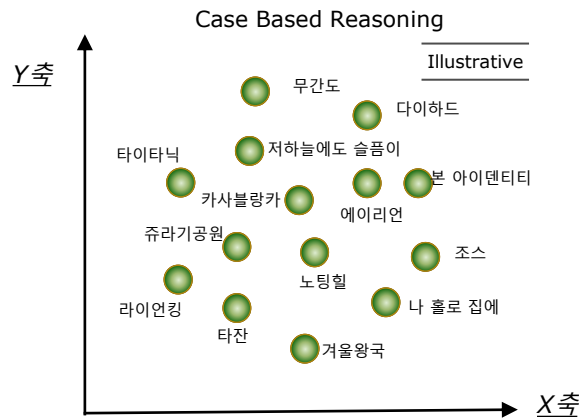 Case Based Reasoning
Y축
Illustrative
무간도
다이하드
타이타닉
저하늘에도 슬픔이
본 아이덴티티
카사블랑카
에이리언
쥬라기공원
조스
노팅힐
라이언킹
나 홀로 집에
타잔
겨울왕국
X축